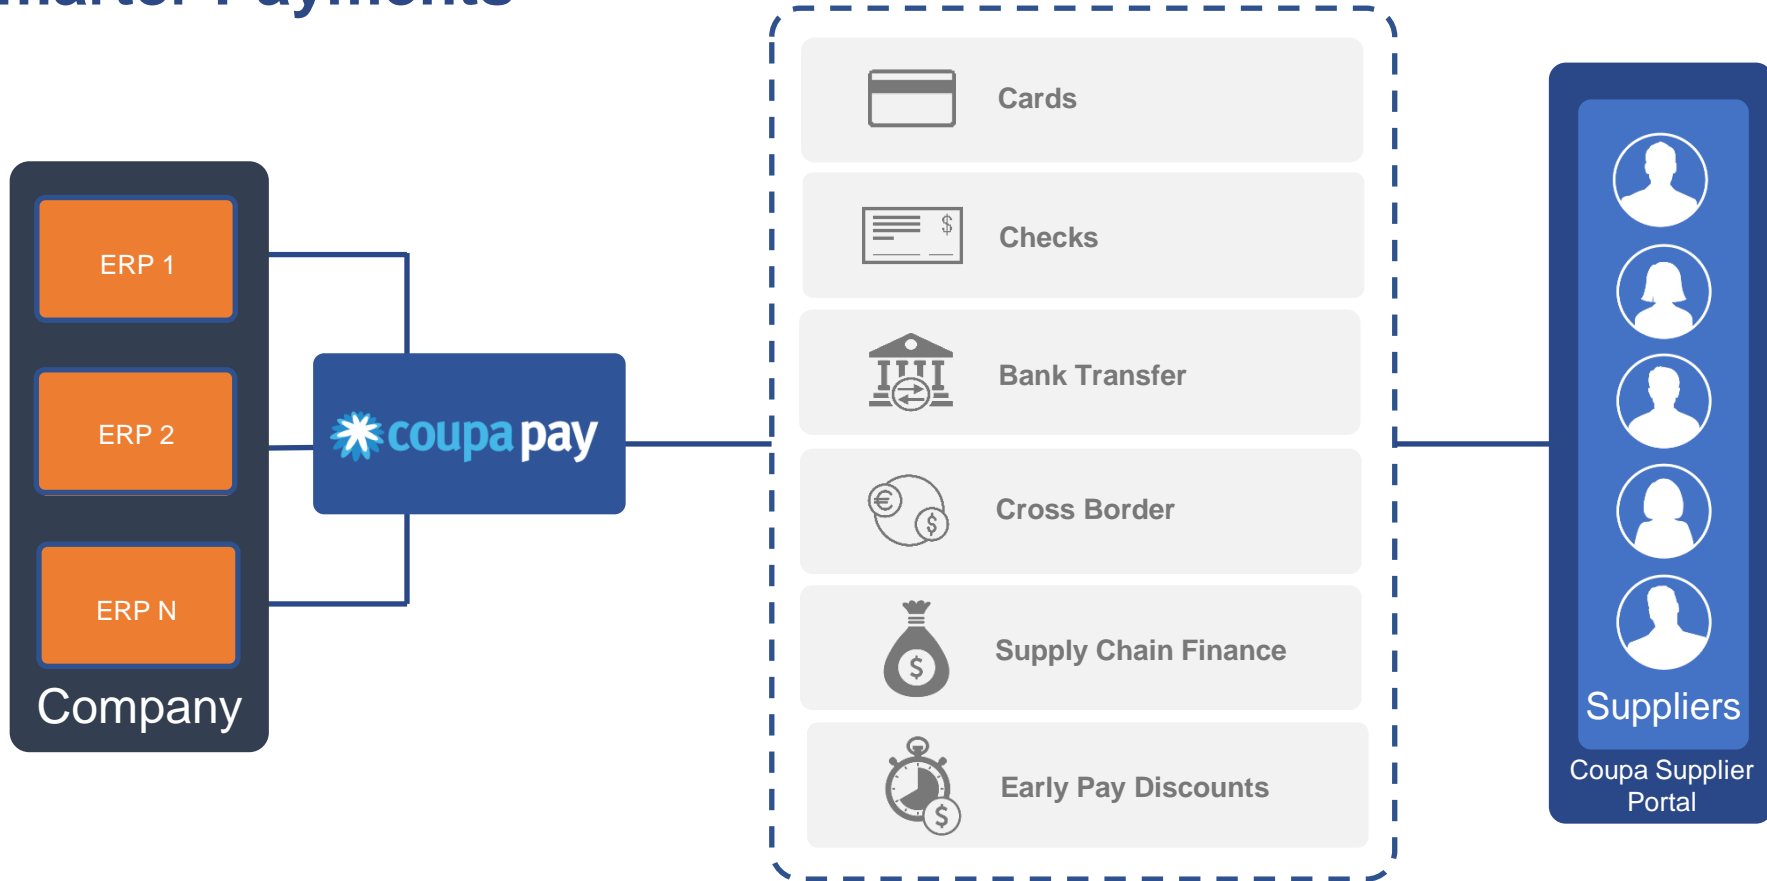 Payments
ERP 1
ERP 2
ERP N
Company
coupa pay
Cards
$
Checks
Bank Transfer
€
$
Cross Border
$
Supply Chain Finance
$
Early Pay Discounts
Suppliers
Coupa Supplier
Portal